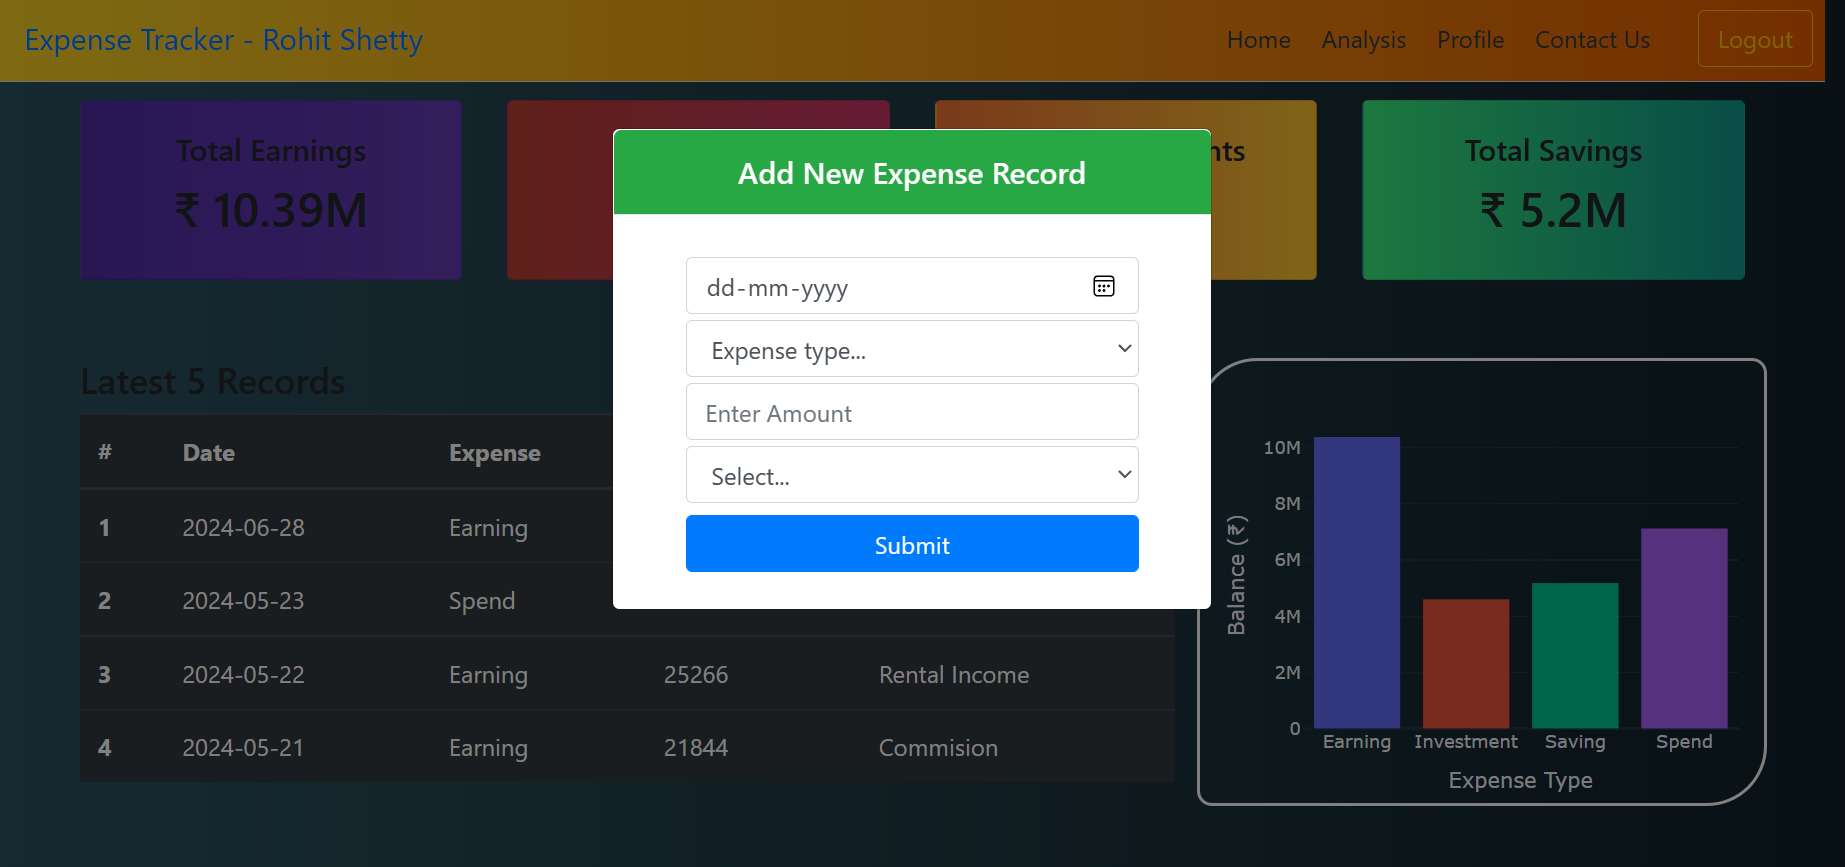 Expense Tracker - Rohit Shetty
Home Analysis Profile Contact Us Logout
Total Earnings
₹ 10.39M
Total Savings
₹ 5.2M
Add New Expense Record
dd-mm-yyyy
Expense type...
Enter Amount
Select...
Submit
Latest 5 Records
# Date Expense
1 2024-06-28 Earning
2 2024-05-23 Spend
3 2024-05-22 Earning 25266 Rental Income
4 2024-05-21 Earning 21844 Commision
Balance (₹)
10M
8M
6M
4M
2M
0
Earning Investment Saving Spend
Expense Type